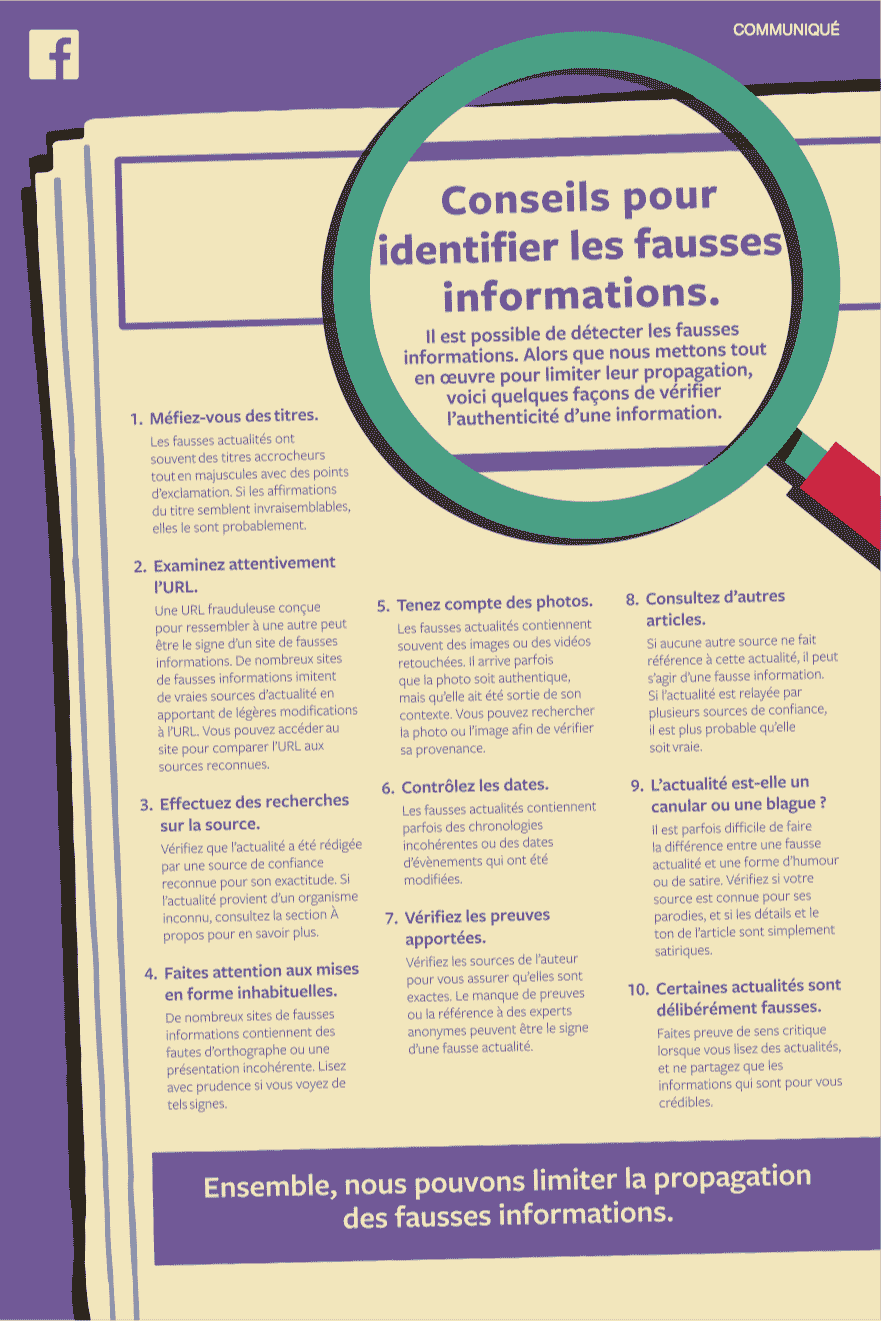 COMMUNIQUÉ
Conseils pour
identifier les fausses
informations.
Il est possible de détecter les fausses
informations. Alors que nous mettons tout
en œuvre pour limiter leur propagation,
voici quelques façons de vérifier
l'authenticité d'une information.
1. Méfiez-vous des titres.
Les fausses actualités ont
souvent des titres accrocheurs
tout en majuscules avec des points
d'exclamation. Si les affirmations
du titre semblent invraisemblables,
elles le sont probablement.
2. Examinez attentivement
l'URL.
Une URL frauduleuse conçue
pour ressembler à une autre peut
être le signe d'un site de fausses
informations. De nombreux sites
de fausses informations imitent
de vraies sources d'actualité en
apportant de légères modifications
à l'URL. Vous pouvez accéder au
site pour comparer l'URL aux
sources reconnues.
3. Effectuez des recherches
sur la source.
Vérifiez que l'actualité a été rédigée
par une source de confiance
reconnue pour son exactitude. Si
l'actualité provient d'un organisme
inconnu, consultez la section À
propos pour en savoir plus.
4. Faites attention aux mises
en forme inhabituelles.
De nombreux sites de fausses
informations contiennent des
fautes d'orthographe ou une
présentation incohérente. Lisez
avec prudence si vous voyez de
tels signes.
5. Tenez compte des photos.
Les fausses actualités contiennent
souvent des images ou des vidéos
retouchées. Il arrive parfois
que la photo soit authentique,
mais qu'elle ait été sortie de son
contexte. Vous pouvez rechercher
la photo ou l'image afin de vérifier
sa provenance.
6. Contrôlez les dates.
Les fausses actualités contiennent
parfois des chronologies
incohérentes ou des dates
d'évènements qui ont été
modifiées.
7. Vérifiez les preuves
apportées.
Vérifiez les sources de l'auteur
pour vous assurer qu'elles sont
exactes. Le manque de preuves
ou la référence à des experts
anonymes peuvent être le signe
d'une fausse actualité.
8. Consultez d'autres
articles.
Si aucune autre source ne fait
référence à cette actualité, il peut
s'agir d'une fausse information.
Si l'actualité est relayée par
plusieurs sources de confiance,
il est plus probable qu'elle
soit vraie.
9. L'actualité est-elle un
canular ou une blague ?
Il est parfois difficile de faire
la différence entre une fausse
actualité et une forme d'humour
ou de satire. Vérifiez si votre
source est connue pour ses
parodies, et si les détails et le
ton de l'article sont simplement
satiriques.
10. Certaines actualités sont
délibérément fausses.
Faites preuve de sens critique
lorsque vous lisez des actualités,
et ne partagez que les
informations qui sont pour vous
crédibles.
Ensemble, nous pouvons limiter la propagation
des fausses informations.